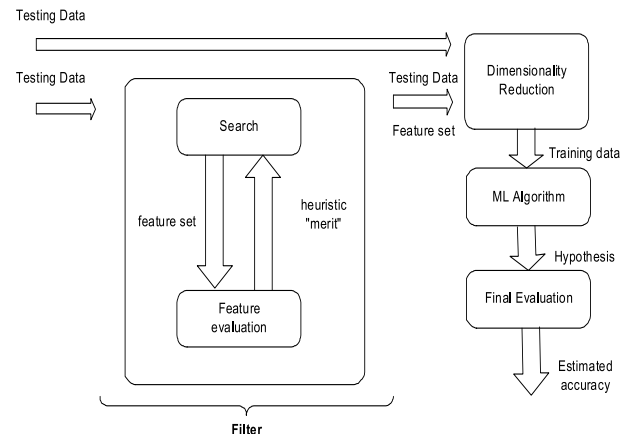 Testing Data
Testing Data
Testing Data
Feature set
Dimensionality
Reduction
Search
feature set
heuristic
"merit"
Feature
evaluation
Filter
Training data
ML Algorithm
Hypothesis
Final Evaluation
Estimated
accuracy